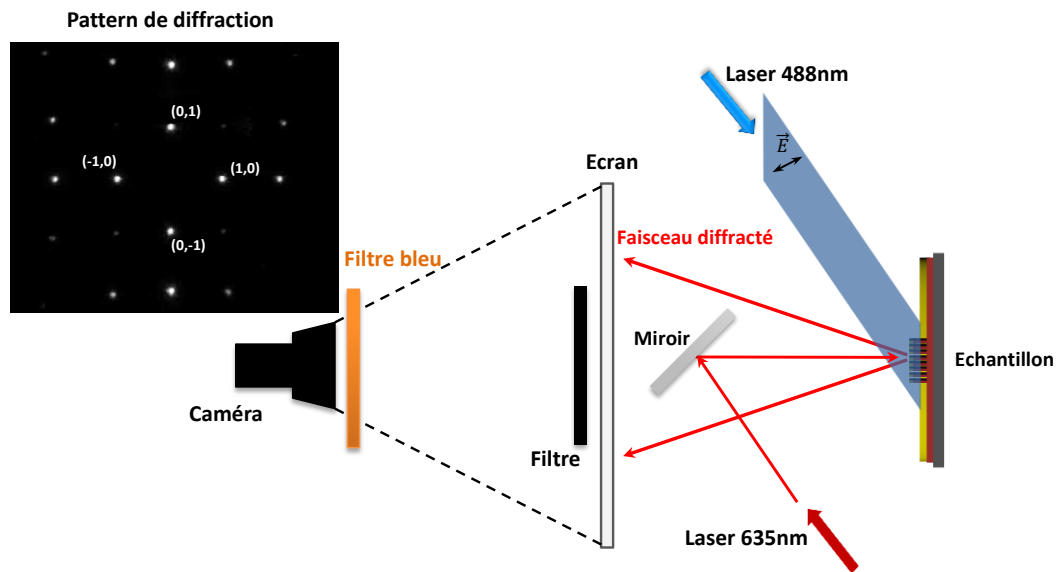 Pattern de diffraction
(0,1)
(-1,0)
(1,0)
(0,-1)
Laser 488nm
E
Ecran
Filtre bleu
Faisceau diffracté
Miroir
Echantillon
Caméra
Filtre
Laser 635nm